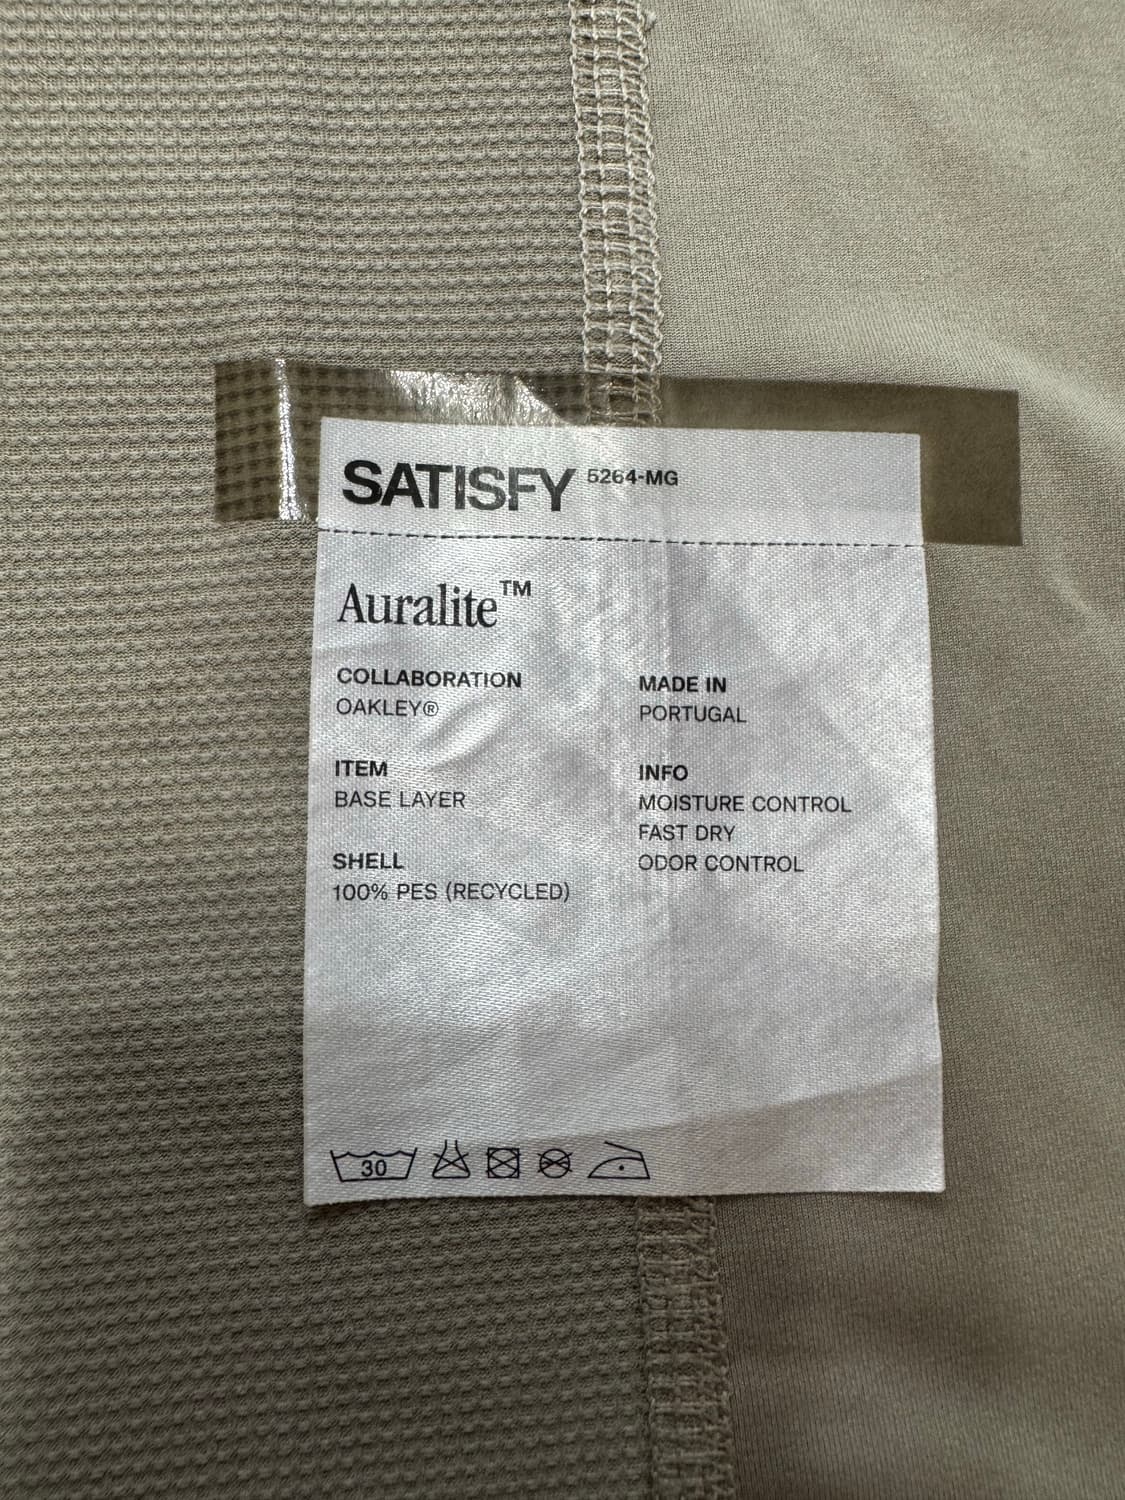 SATISFY 5264-MG
Auralite™
COLLABORATION
OAKLEY®
ITEM
BASE LAYER
SHELL
100% PES (RECYCLED)
MADE IN
PORTUGAL
INFO
MOISTURE CONTROL
FAST DRY
ODOR CONTROL
30